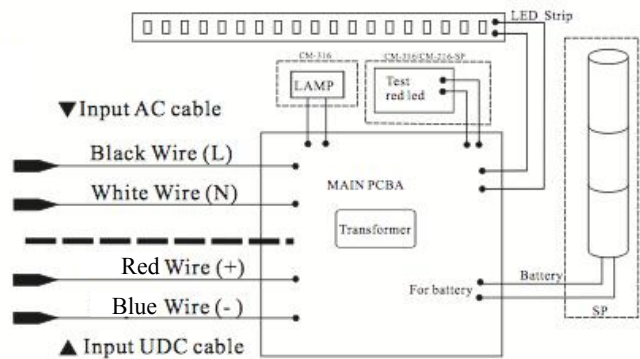 LED Strip
CM-316
CM-316/CM-216-SP
LAMP
Test
red led
▼Input AC cable
Black Wire (L)
White Wire (N)
MAIN PCBA
Transformer
Red Wire (+)
Blue Wire (-)
For battery
Battery
SP
▲ Input UDC cable